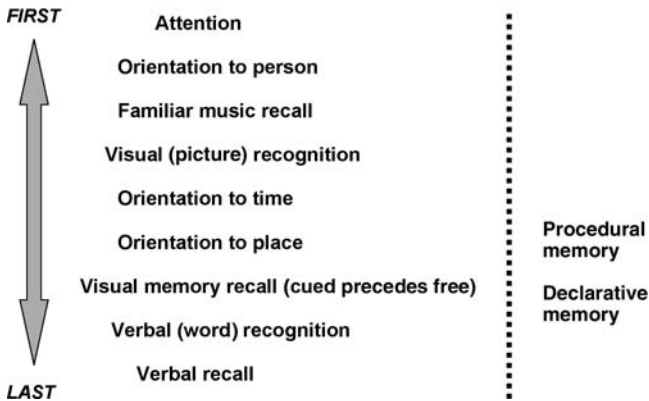 FIRST
Attention
Orientation to person
Familiar music recall
Visual (picture) recognition
Orientation to time
Orientation to place
Visual memory recall (cued precedes free)
Verbal (word) recognition
Verbal recall
LAST
Procedural
memory
Declarative
memory